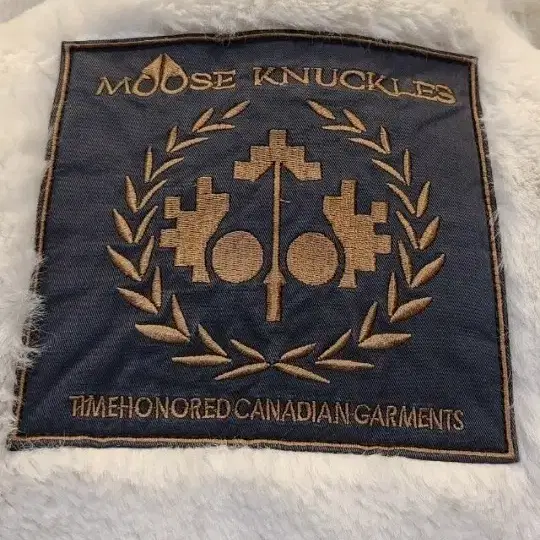 MOOSE KNUCKLES
TIMEHONORED CANADIAN GARMENTS